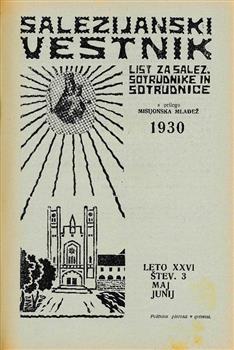 SALEZIJANSKI
VESTNIK
LIST ZA SALEZ.
SOTRUDNIKE IN
SOTRUDNICE
s prilogo
MISIJONSKA MLADEŽ
1930
LETO XXVI
ŠTEV. 3
MAJ
JUNIJ
Poštnina plačana v gotovini.